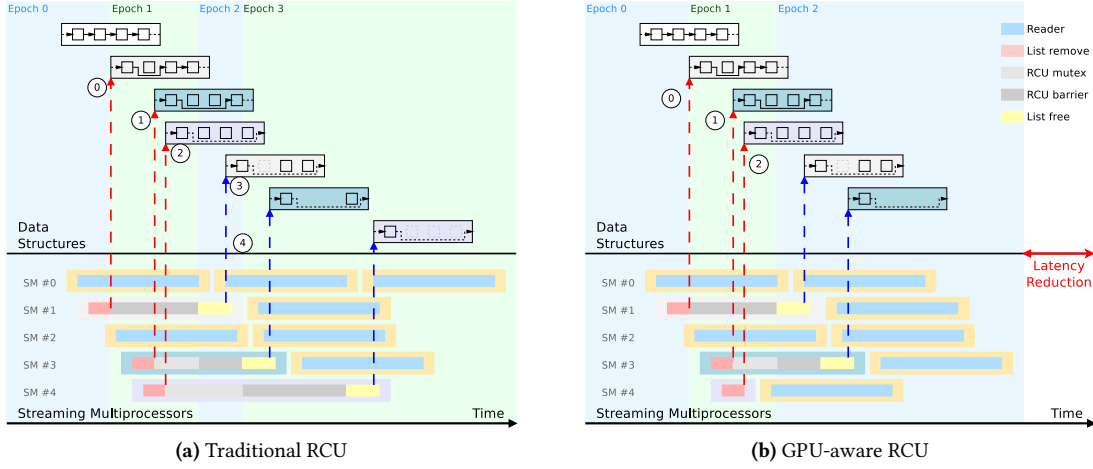 Epoch 0
Epoch 1
Epoch 2
Epoch 3
0
1
2
3
4
Data
Structures
SM #0
SM #1
SM #2
SM #3
SM #4
Streaming Multiprocessors
Time
(a) Traditional RCU
Epoch 0
Epoch 1
Epoch 2
Reader
List remove
RCU mutex
RCU barrier
List free
0
1
2
Data
Structures
Latency
Reduction
SM #0
SM #1
SM #2
SM #3
SM #4
Streaming Multiprocessors
Time
(b) GPU-aware RCU